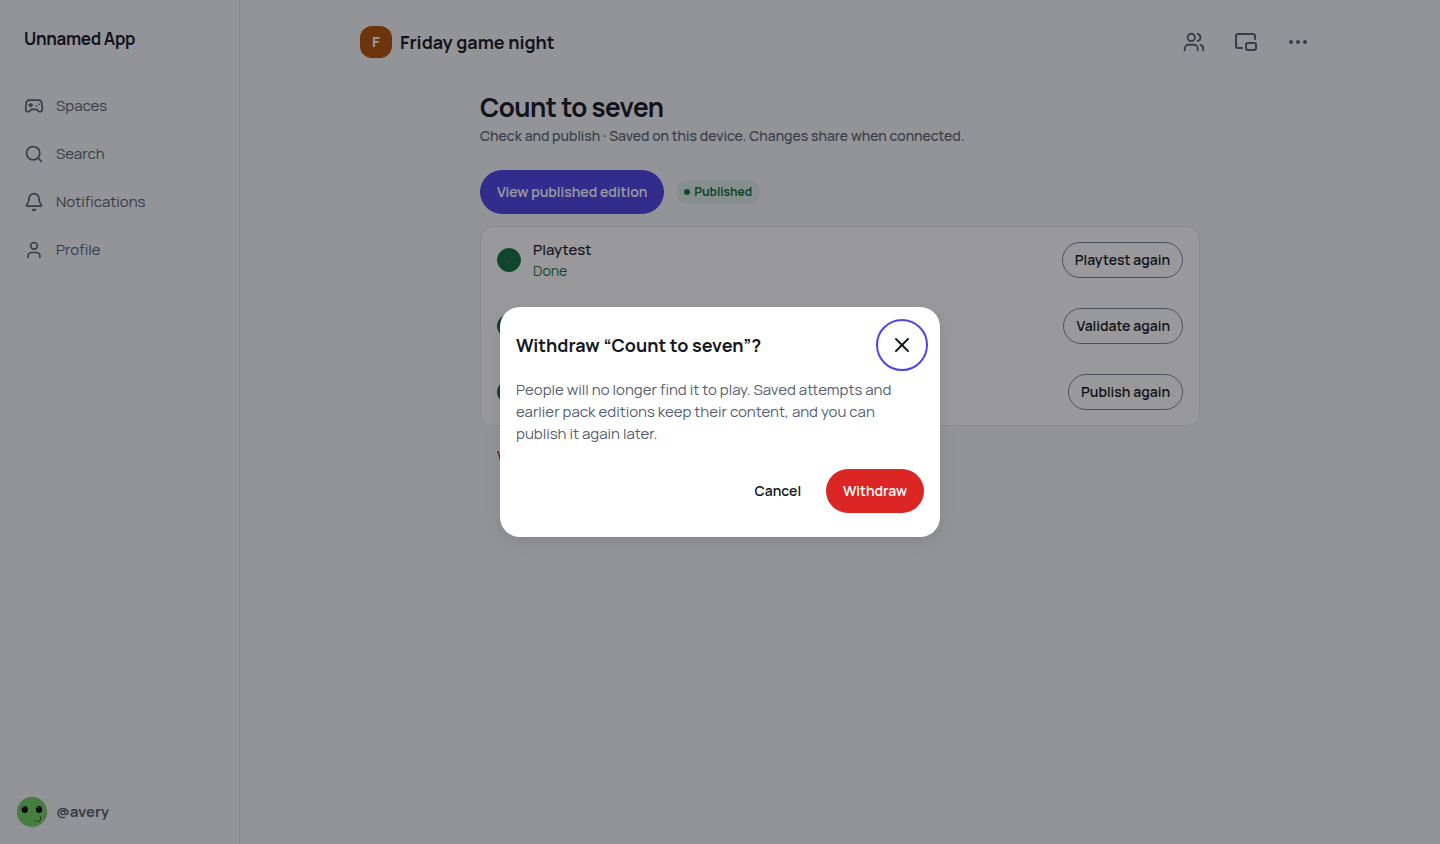 Unnamed App
Spaces
Search
Notifications
Profile
@avery
F
Friday game night
Count to seven
Check and publish · Saved on this device. Changes share when connected.
View published edition
Published
Playtest
Done
Playtest again
Validate again
Publish again
Withdraw “Count to seven”?
People will no longer find it to play. Saved attempts and
earlier pack editions keep their content, and you can
publish it again later.
Cancel
Withdraw